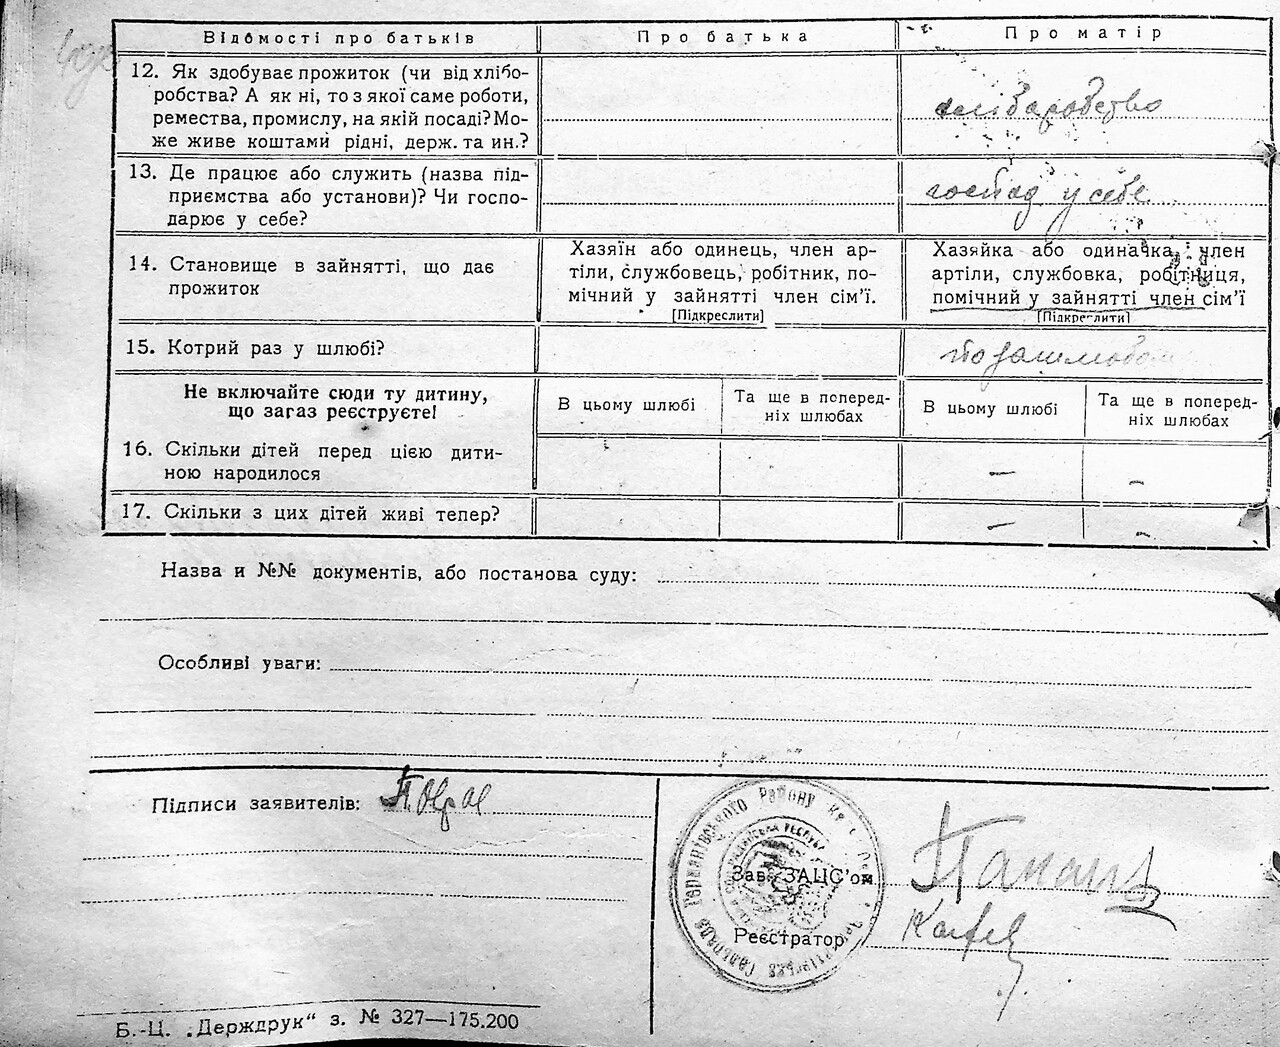 Відомості про батьків
Про батька
Про матір
12. Як здобуває прожиток (чи від хлібо-
робства? А як ні, то з якої саме роботи,
ремества, промислу, на якій посаді? Мо-
же живе коштами рідні, держ. та ин.?
хліборобство
13. Де працює або служить (назва під-
приємства або установи)? Чи госпо-
дарює у себе?
господ у себе
14. Становище в зайнятті, що дає
прожиток
Хазяїн або одинець, член ар-
тіли, службовець, робітник, по-
мічний у зайнятті член сім'ї.
[Підкреслити]
Хазяйка або одиначка, член
артіли, службовка, робітниця,
помічний у зайнятті член сім'ї
[Підкреслити]
15. Котрий раз у шлюбі?
Не включайте сюди ту дитину,
що зараз реєструєте!
В цьому шлюбі
Та ще в поперед-
ніх шлюбах
В цьому шлюбі
Та ще в поперед-
ніх шлюбах
16. Скільки дітей перед цією дити-
ною народилося
— —
17. Скільки з цих дітей живі тепер?
— —
Назва и №№ документів, або постанова суду:
Особливі уваги:
Підписи заявителів:
Зав. ЗАЦС'ом
Реєстратор
Б.-Ц. „Держдрук" з. № 327—175.200